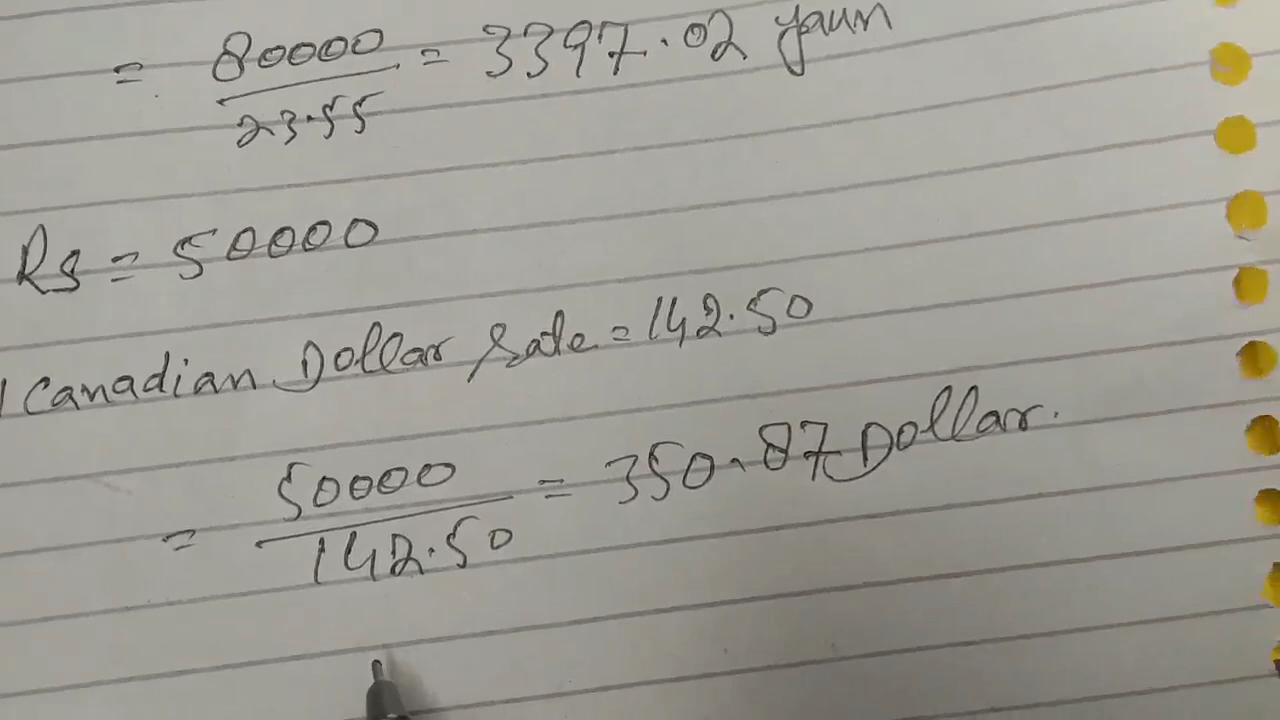 = 80000/23.55 = 3397.02 yaun
Rs = 50000
1 Canadian Dollar Rate = 142.50
= 50000/142.50 = 350.87 Dollar.